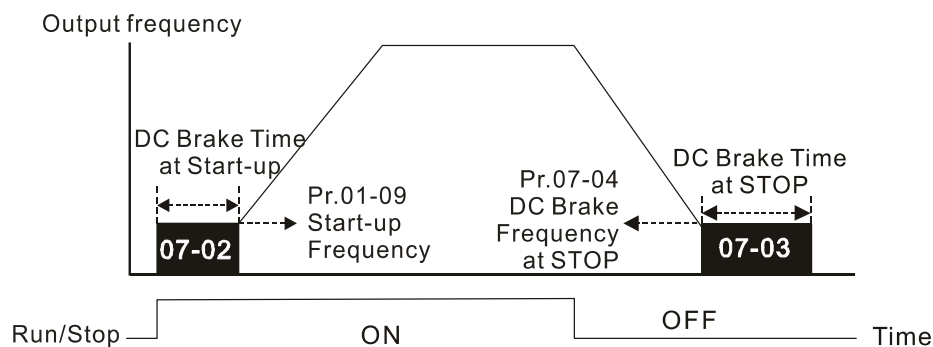 Output frequency
DC Brake Time
at Start-up
Pr.01-09
Start-up
Frequency
Pr.07-04
DC Brake
Frequency
at STOP
DC Brake Time
at STOP
07-02
07-03
Run/Stop
ON
OFF
Time